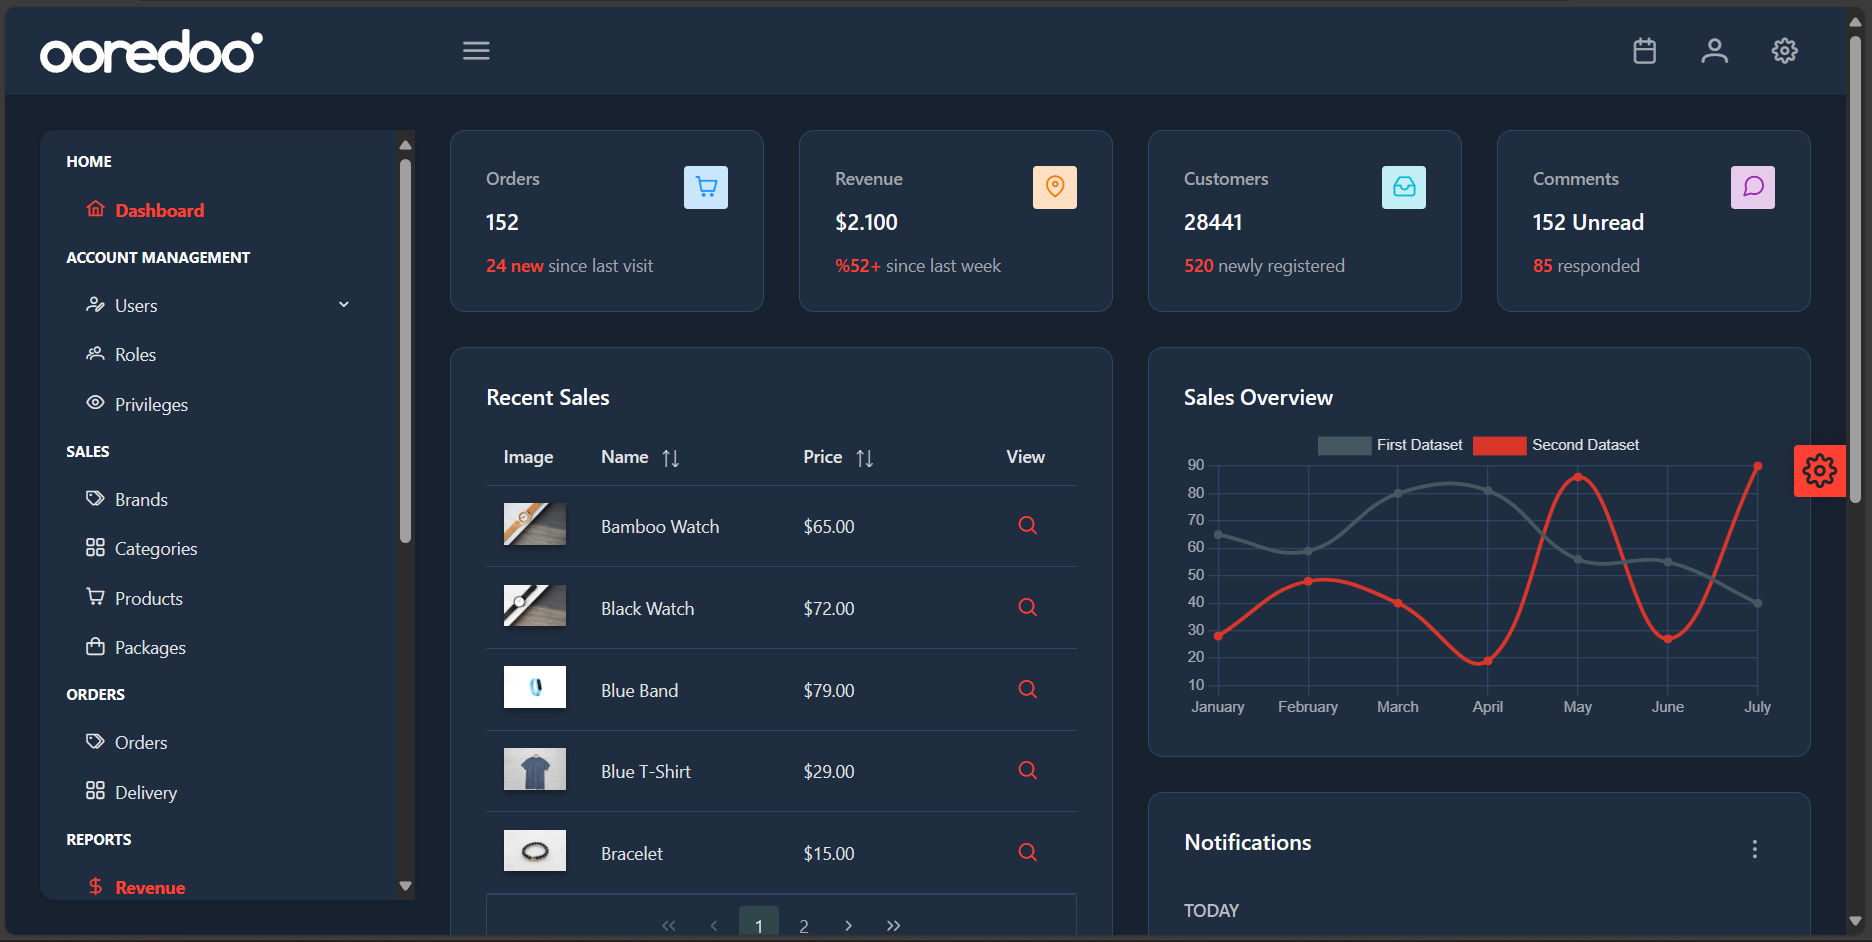 ooredoo
HOME
Dashboard
ACCOUNT MANAGEMENT
Users
Roles
Privileges
SALES
Brands
Categories
Products
Packages
ORDERS
Orders
Delivery
REPORTS
Revenue
Orders
152
24 new since last visit
Revenue
$2.100
%52+ since last week
Customers
28441
520 newly registered
Comments
152 Unread
85 responded
Recent Sales
Image Name Price View
Bamboo Watch $65.00
Black Watch $72.00
Blue Band $79.00
Blue T-Shirt $29.00
Bracelet $15.00
1 2
Sales Overview
First Dataset Second Dataset
90
80
70
60
50
40
30
20
10
January February March April May June July
Notifications
TODAY